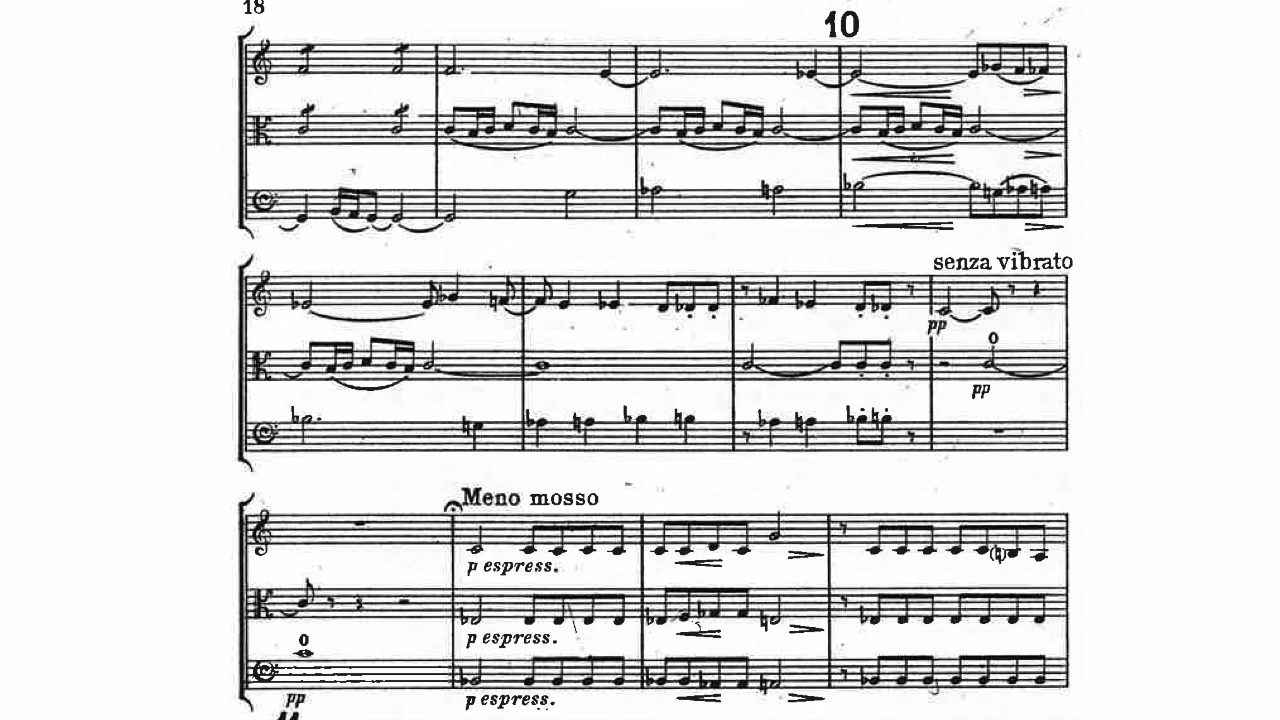 18
10
senza vibrato
pp
pp
Meno mosso
p espress.
p espress.
pp
p espress.